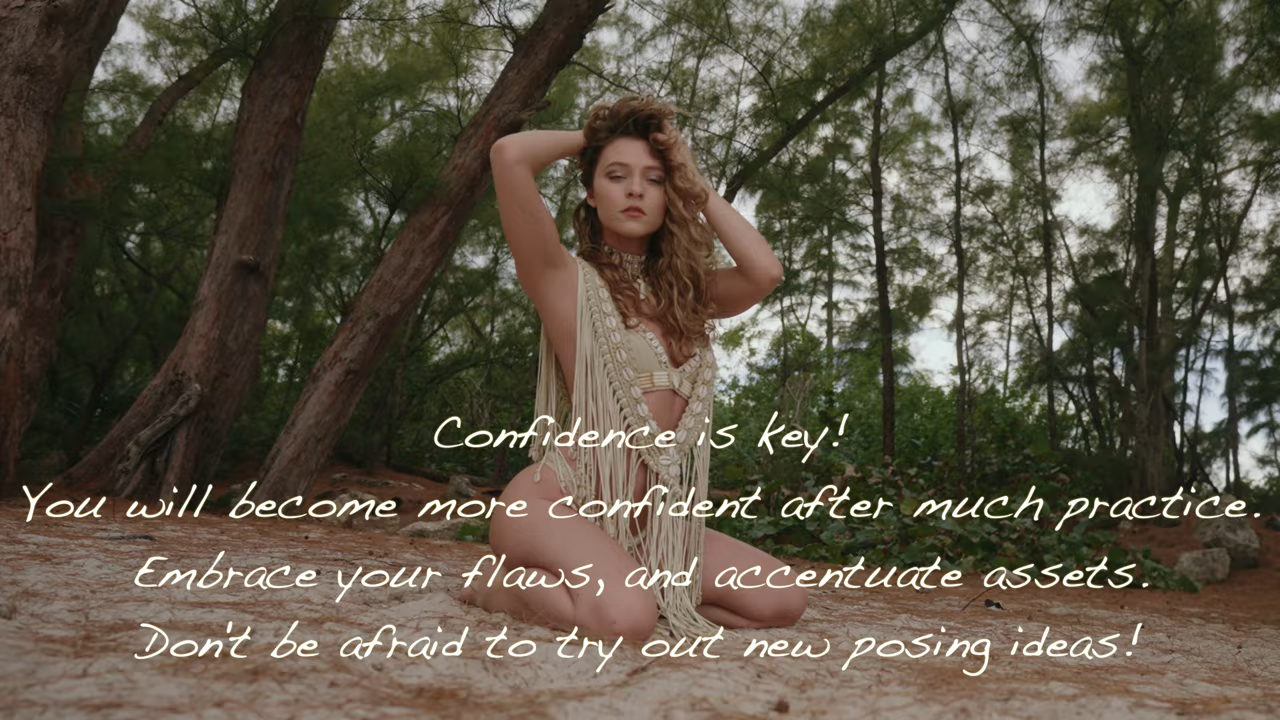 Confidence is key!
You will become more confident after much practice.
Embrace your flaws, and accentuate assets.
Don't be afraid to try out new posing ideas!